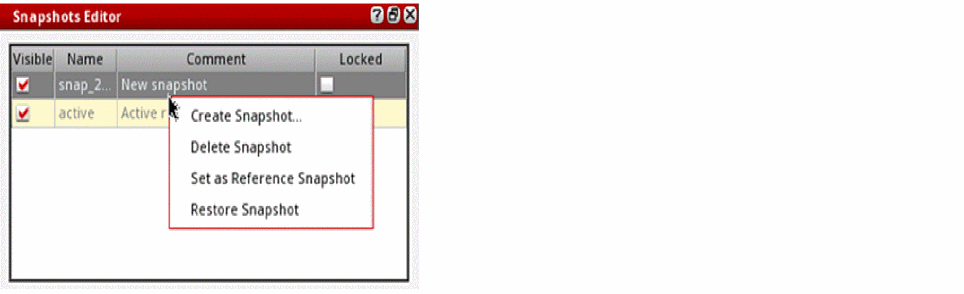 Snapshots Editor
Visible Name Comment Locked
snap_2... New snapshot
active Active r
Create Snapshot...
Delete Snapshot
Set as Reference Snapshot
Restore Snapshot